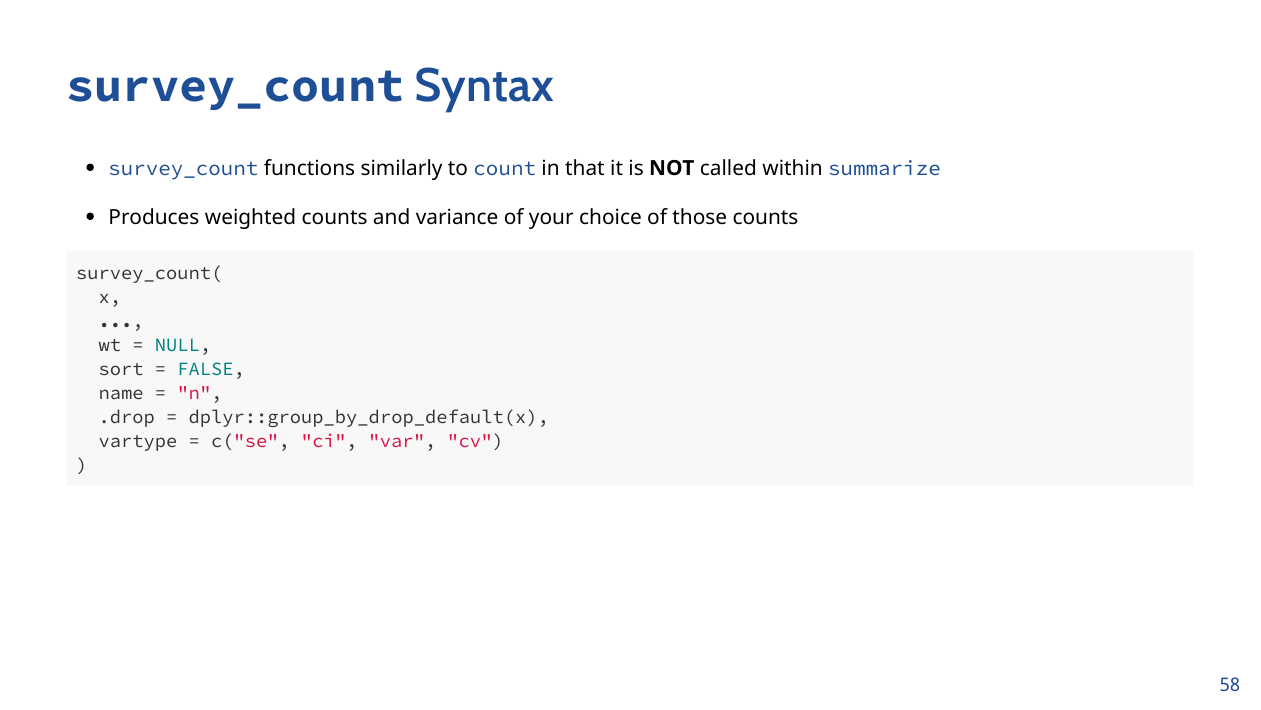 survey_count Syntax
• survey_count functions similarly to count in that it is NOT called within summarize
• Produces weighted counts and variance of your choice of those counts
survey_count(
  x,
  ...,
  wt = NULL,
  sort = FALSE,
  name = "n",
  .drop = dplyr::group_by_drop_default(x),
  vartype = c("se", "ci", "var", "cv")
)
58